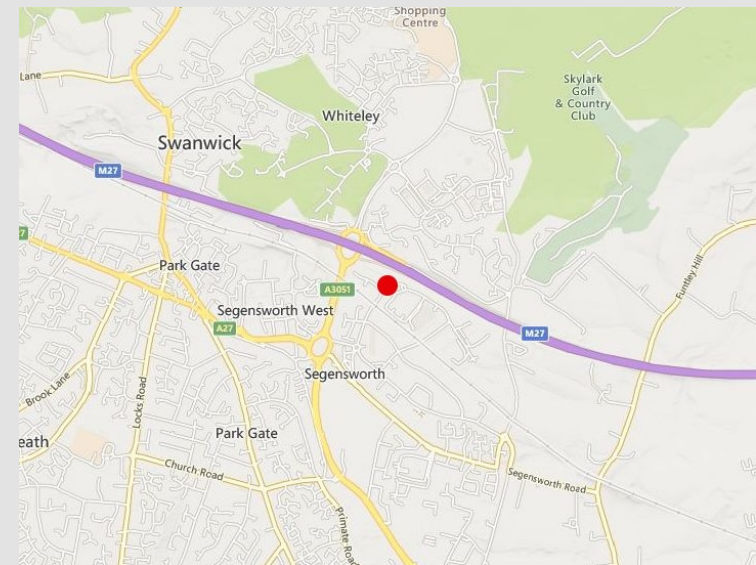 Shopping
Centre
Lane
Skylark
Golf
& Country
Club
Whiteley
Swanwick
M27
7
Funtley Hill
Park Gate
A3051
Segensworth West
A27
M27
Segensworth
Brook Lane
Locks Road
Park Gate
eath
Church Road
Segensworth Road
Primate Road